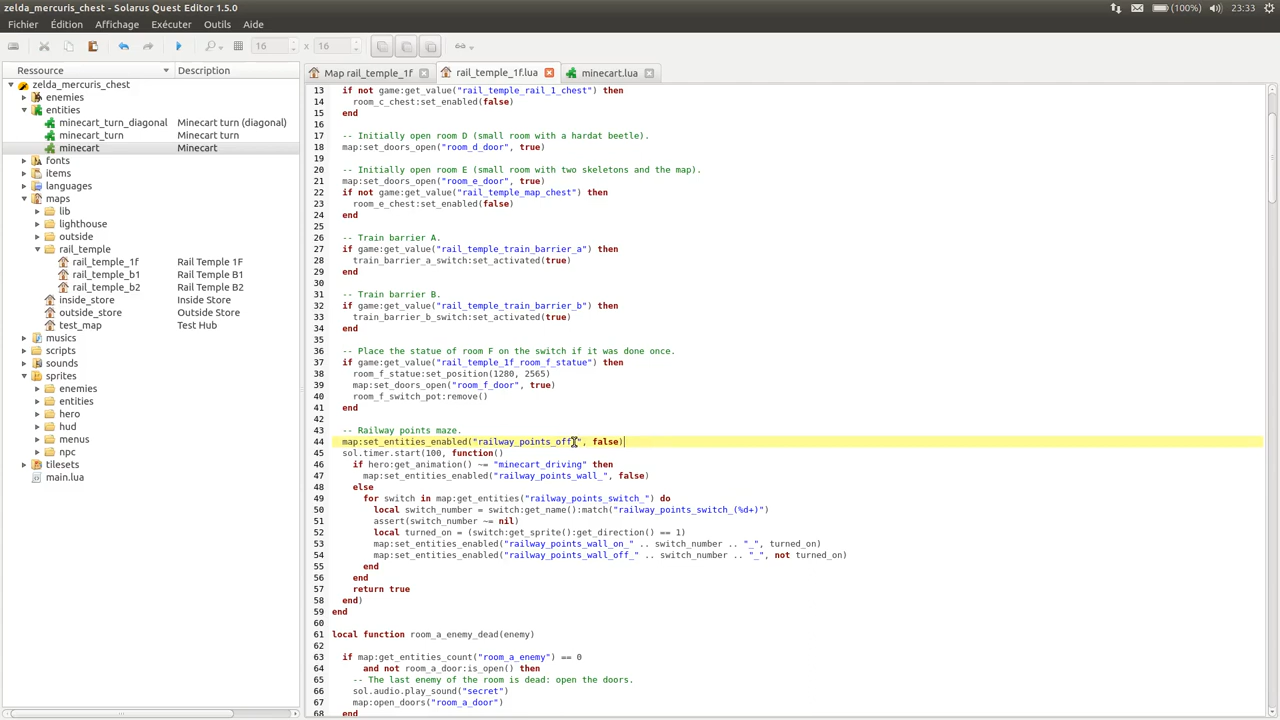 zelda_mercuris_chest - Solarus Quest Editor 1.5.0
(100%) 23:33
Fichier Édition Affichage Exécuter Outils Aide
16 x 16
Ressource Description
zelda_mercuris_chest
enemies
entities
minecart_turn_diagonal Minecart turn (diagonal)
minecart_turn Minecart turn
minecart Minecart
fonts
items
languages
maps
lib
lighthouse
outside
rail_temple
rail_temple_1f Rail Temple 1F
rail_temple_b1 Rail Temple B1
rail_temple_b2 Rail Temple B2
inside_store Inside Store
outside_store Outside Store
test_map Test Hub
musics
scripts
sounds
sprites
enemies
entities
hero
hud
menus
npc
tilesets
main.lua
Map rail_temple_1f rail_temple_1f.lua minecart.lua
13 if not game:get_value("rail_temple_rail_1_chest") then
14 room_c_chest:set_enabled(false)
15 end
16
17 -- Initially open room D (small room with a hardat beetle).
18 map:set_doors_open("room_d_door", true)
19
20 -- Initially open room E (small room with two skeletons and the map).
21 map:set_doors_open("room_e_door", true)
22 if not game:get_value("rail_temple_map_chest") then
23 room_e_chest:set_enabled(false)
24 end
25
26 -- Train barrier A.
27 if game:get_value("rail_temple_train_barrier_a") then
28 train_barrier_a_switch:set_activated(true)
29 end
30
31 -- Train barrier B.
32 if game:get_value("rail_temple_train_barrier_b") then
33 train_barrier_b_switch:set_activated(true)
34 end
35
36 -- Place the statue of room F on the switch if it was done once.
37 if game:get_value("rail_temple_1f_room_f_statue") then
38 room_f_statue:set_position(1280, 2565)
39 map:set_doors_open("room_f_door", true)
40 room_f_switch_pot:remove()
41 end
42
43 -- Railway points maze.
44 map:set_entities_enabled("railway_points_off_", false)
45 sol.timer.start(100, function()
46 if hero:get_animation() ~= "minecart_driving" then
47 map:set_entities_enabled("railway_points_wall_", false)
48 else
49 for switch in map:get_entities("railway_points_switch_") do
50 local switch_number = switch:get_name():match("railway_points_switch_(%d+)")
51 assert(switch_number ~= nil)
52 local turned_on = (switch:get_sprite():get_direction() == 1)
53 map:set_entities_enabled("railway_points_wall_on_" .. switch_number .. "_", turned_on)
54 map:set_entities_enabled("railway_points_wall_off_" .. switch_number .. "_", not turned_on)
55 end
56 end
57 return true
58 end)
59 end
60
61 local function room_a_enemy_dead(enemy)
62
63 if map:get_entities_count("room_a_enemy") == 0
64 and not room_a_door:is_open() then
65 -- The last enemy of the room is dead: open the doors.
66 sol.audio.play_sound("secret")
67 map:open_doors("room_a_door")
68 end